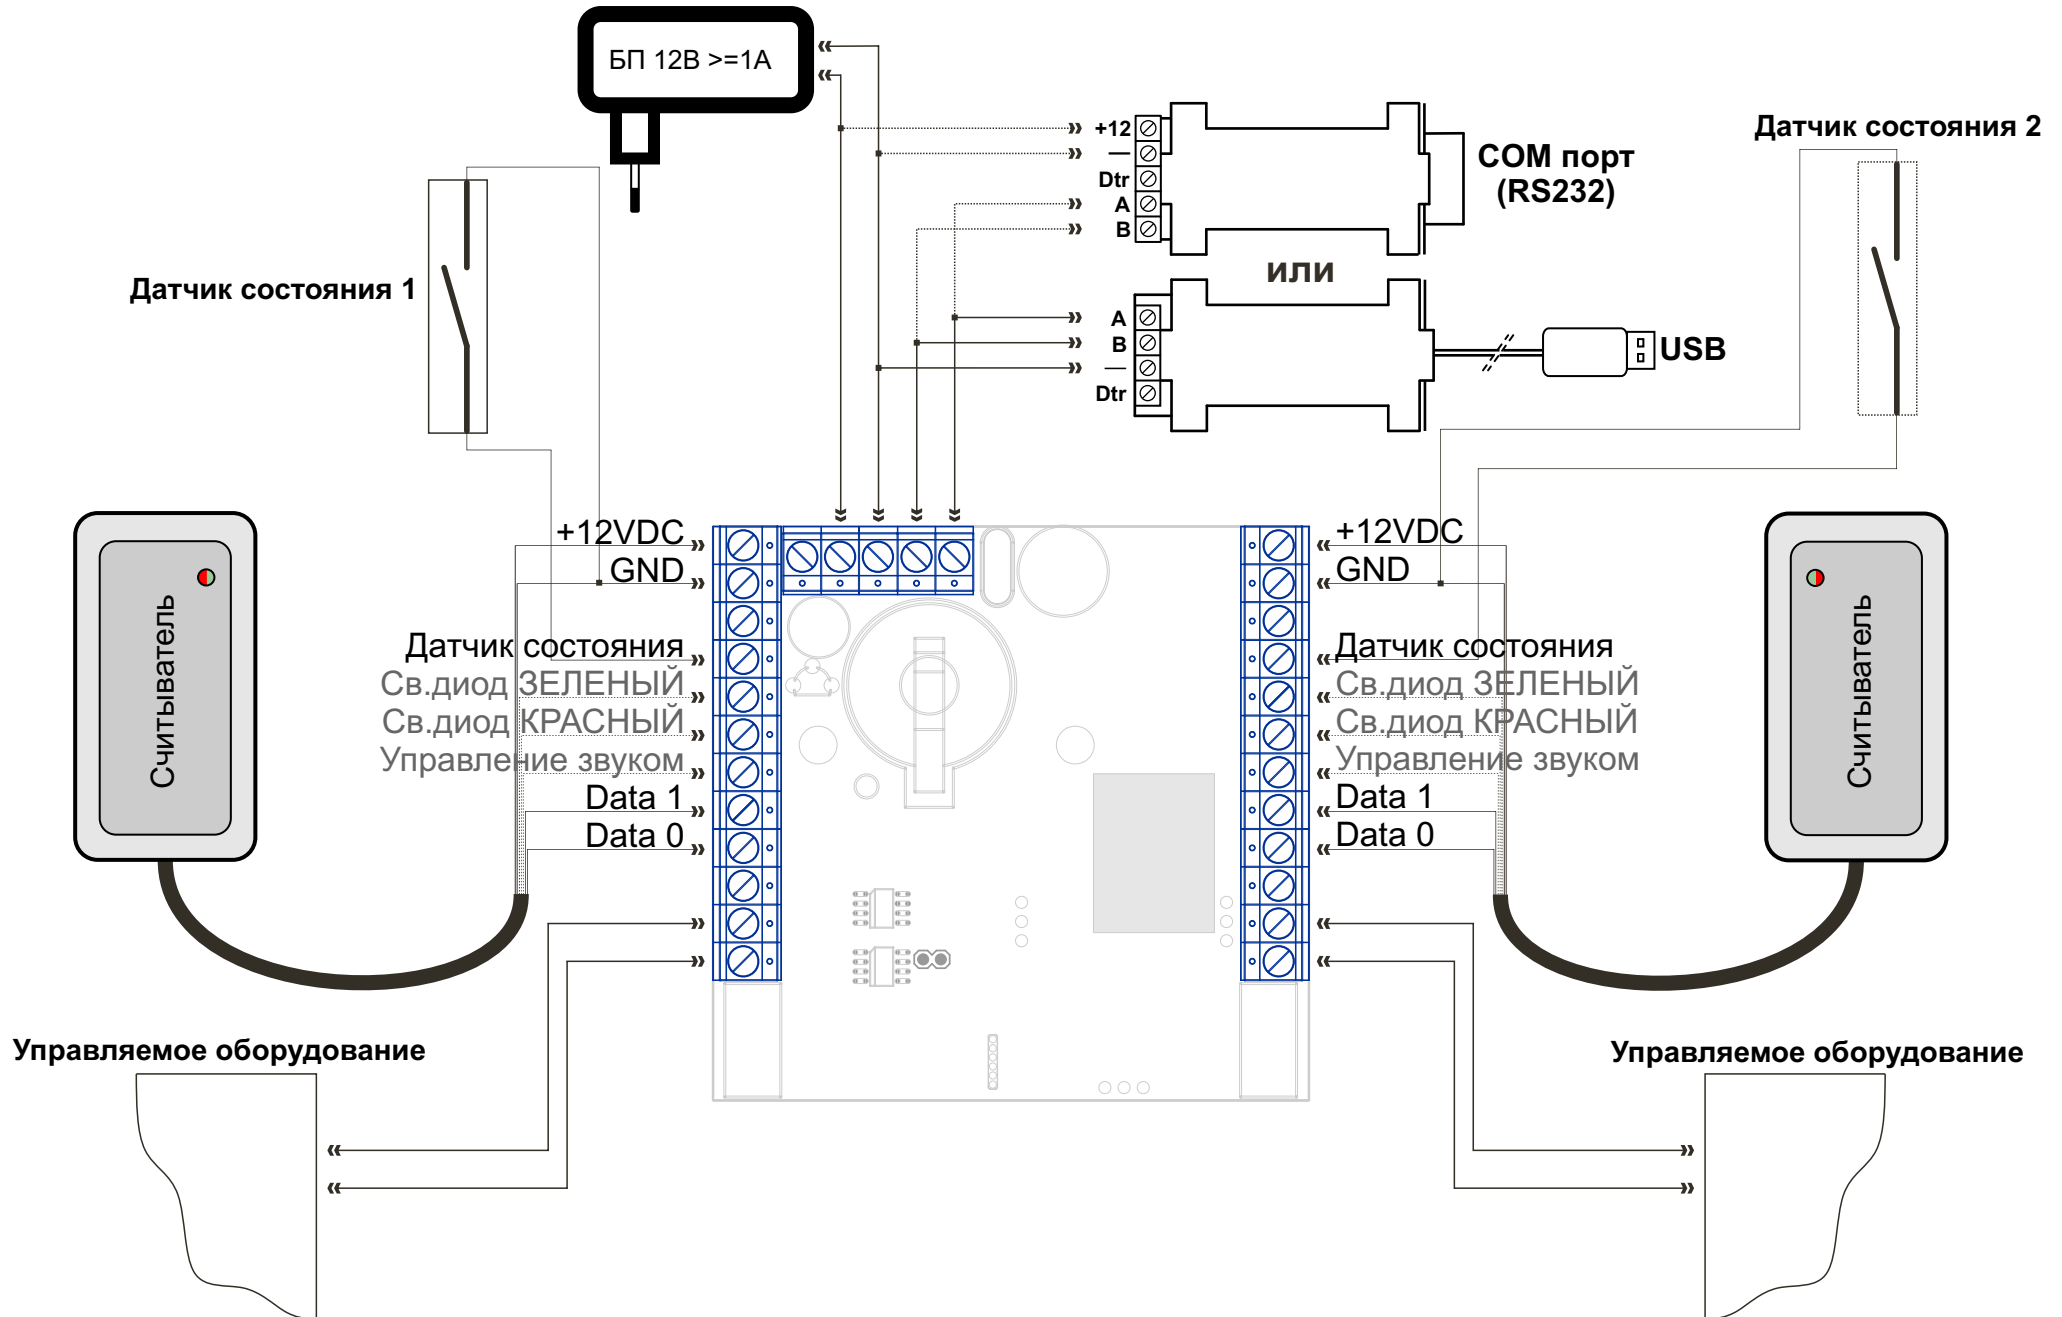 БП 12В >=1А
+12
—
Dtr
A
B
COM порт
(RS232)
Датчик состояния 2
или
Датчик состояния 1
A
B
—
Dtr
USB
+12VDC
GND
Датчик состояния
Св.диод ЗЕЛЕНЫЙ
Св.диод КРАСНЫЙ
Управление звуком
Data 1
Data 0
Считыватель
+12VDC
GND
Датчик состояния
Св.диод ЗЕЛЕНЫЙ
Св.диод КРАСНЫЙ
Управление звуком
Data 1
Data 0
Считыватель
Управляемое оборудование
Управляемое оборудование